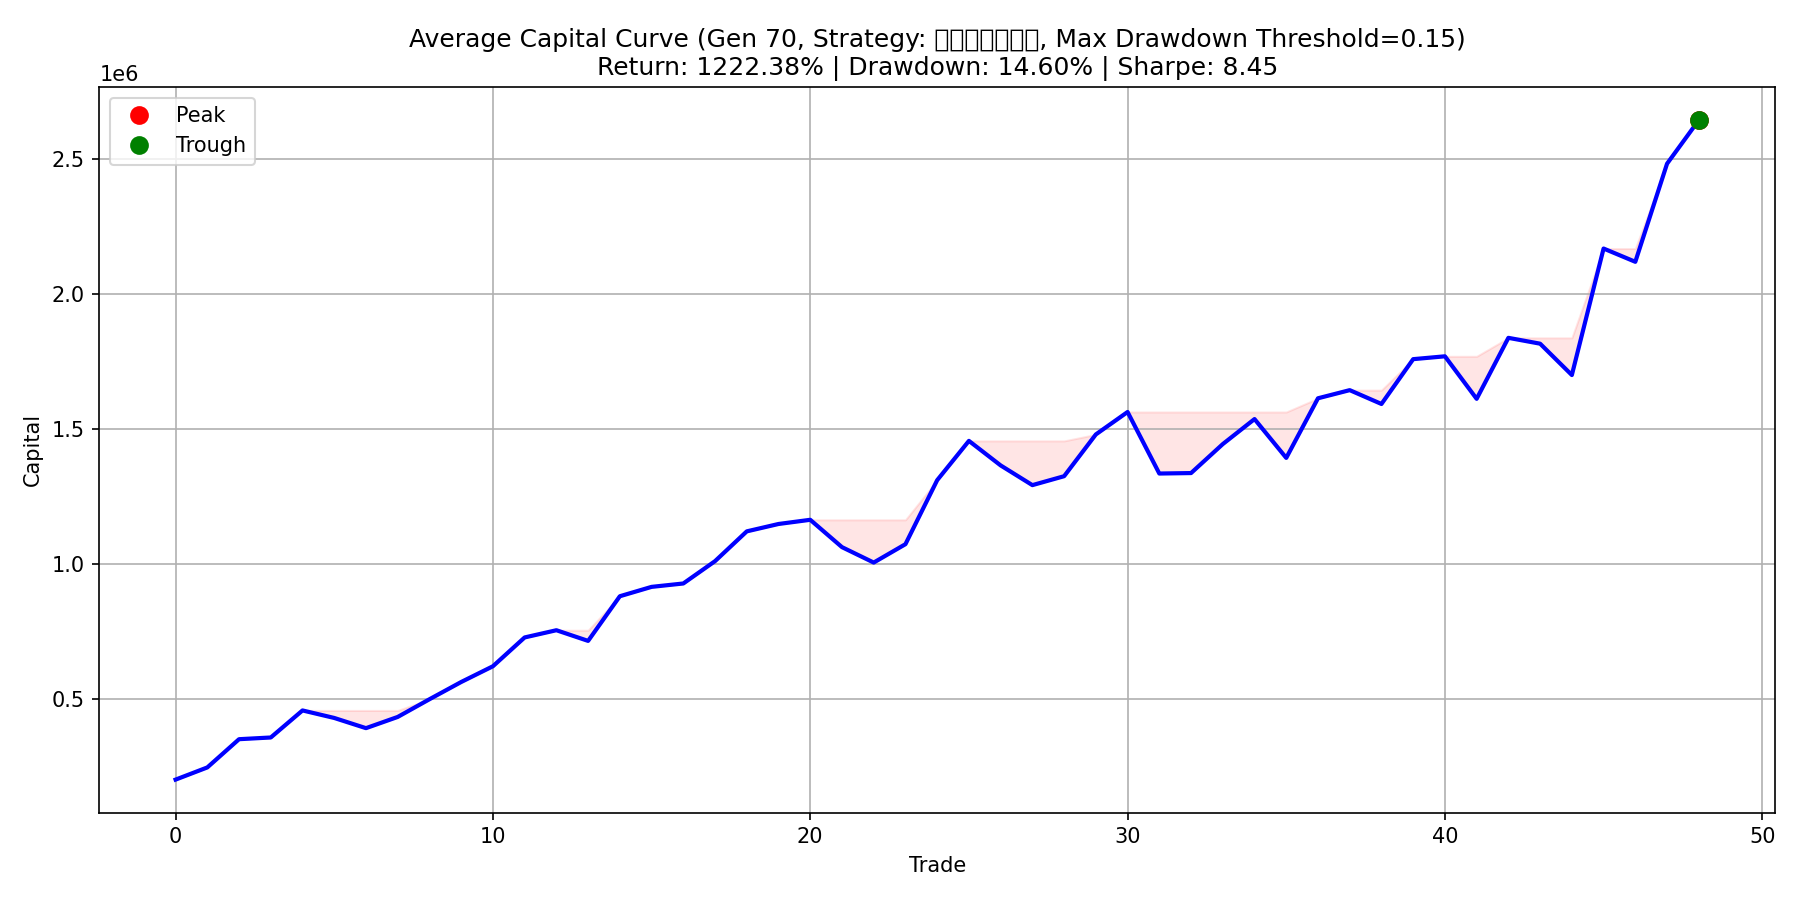 Average Capital Curve (Gen 70, Strategy: □□□□□□□, Max Drawdown Threshold=0.15)
Return: 1222.38% | Drawdown: 14.60% | Sharpe: 8.45
1e6
Peak
Trough
2.5
2.0
1.5
1.0
0.5
Capital
0 10 20 30 40 50
Trade